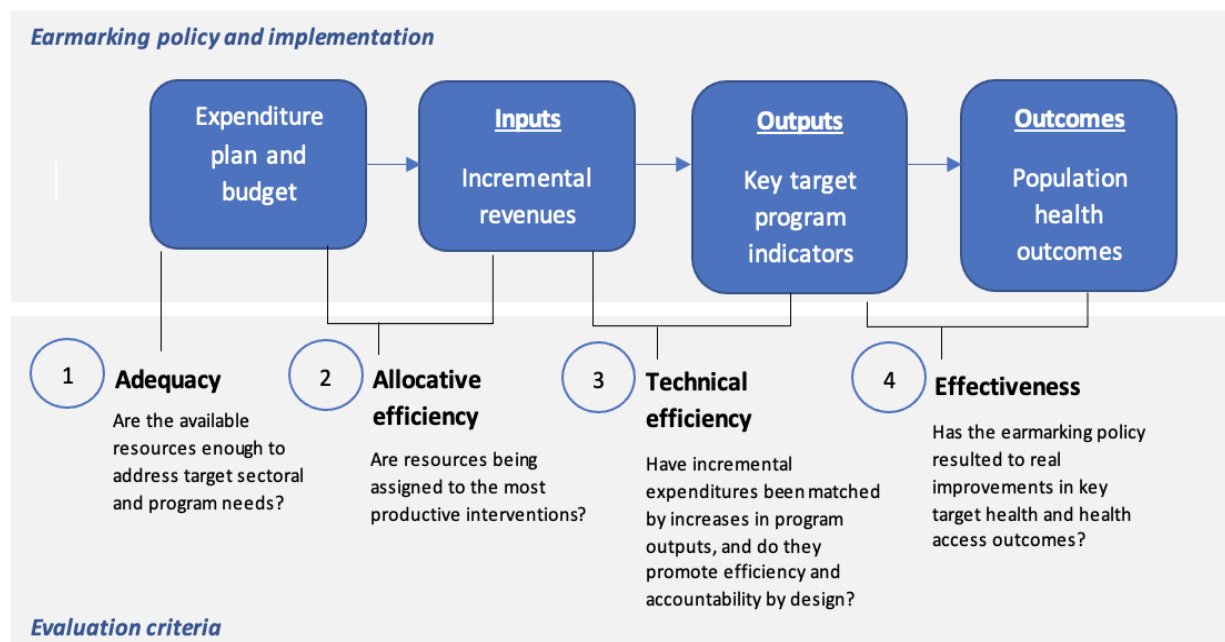 Earmarking policy and implementation
Expenditure
plan and
budget
Inputs
Incremental
revenues
Outputs
Key target
program
indicators
Outcomes
Population
health
outcomes
1
Adequacy
Are the available
resources enough to
address target sectoral
and program needs?
2
Allocative
efficiency
Are resources being
assigned to the most
productive interventions?
3
Technical
efficiency
Have incremental
expenditures been matched
by increases in program
outputs, and do they
promote efficiency and
accountability by design?
4
Effectiveness
Has the earmarking policy
resulted to real
improvements in key
target health and health
access outcomes?
Evaluation criteria